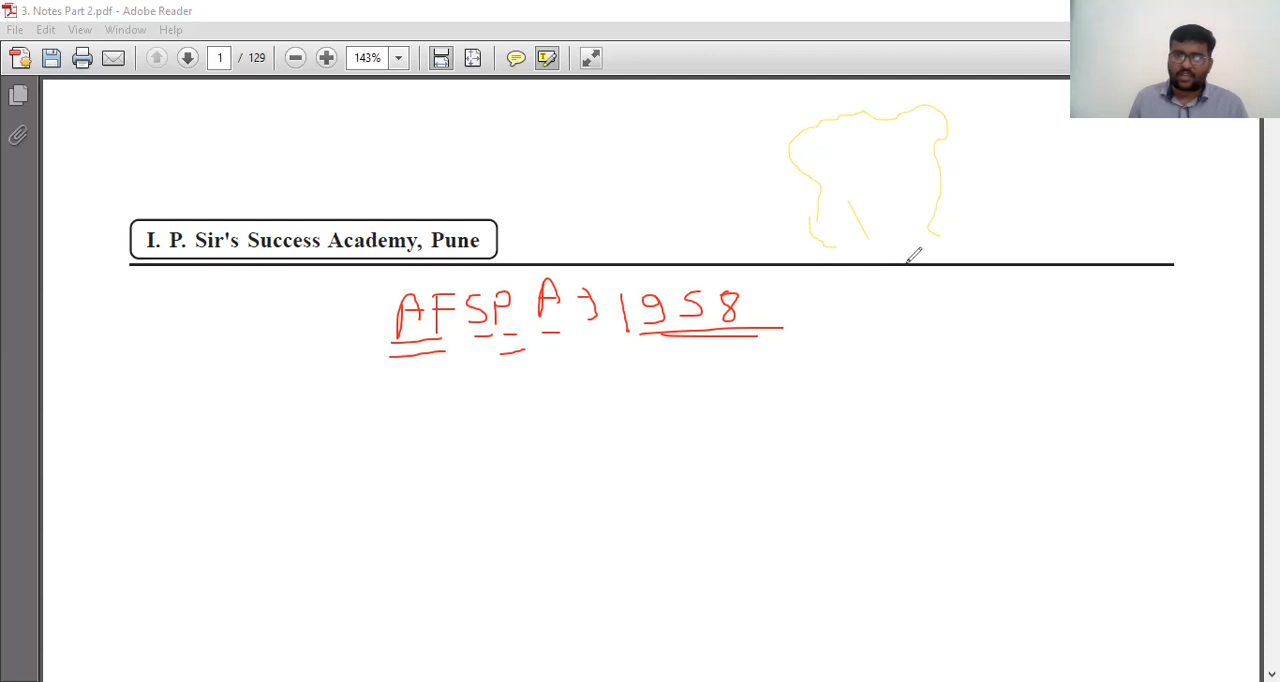 3. Notes Part 2.pdf - Adobe Reader
File Edit View Window Help
1 / 129 143%
I. P. Sir's Success Academy, Pune
AFSPA → 1958